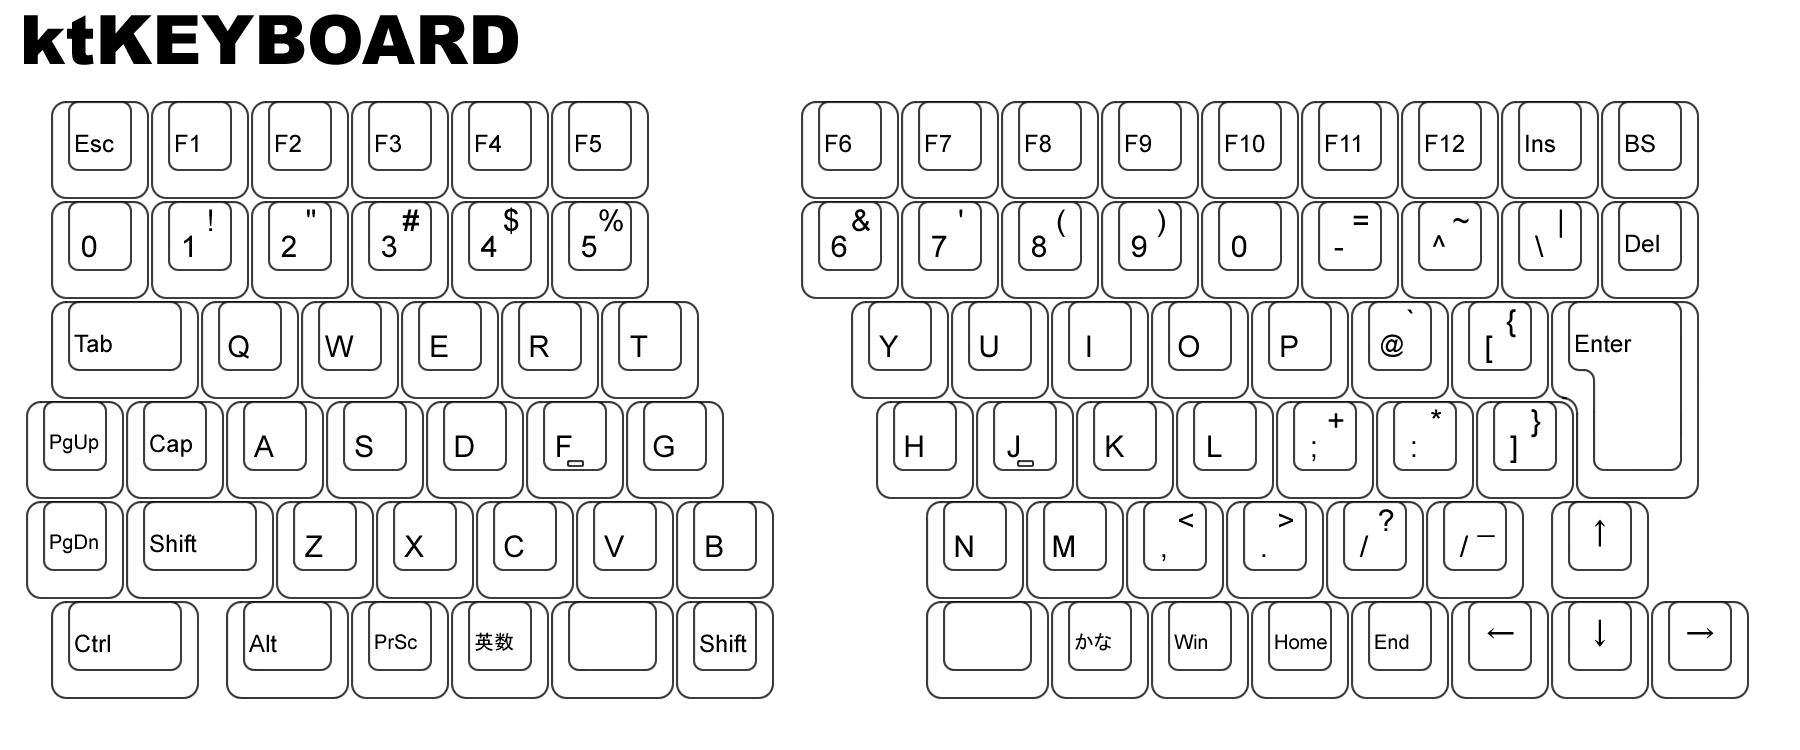 ktKEYBOARD
Esc F1 F2 F3 F4 F5 F6 F7 F8 F9 F10 F11 F12 Ins BS
0 1 ! 2 " 3 # 4 $ 5 % 6 & 7 ' 8 ( 9 ) 0 - = ^ ~ \ | Del
Tab Q W E R T Y U I O P @ ` [ { Enter
PgUp Cap A S D F G H J K L ; + : * ] }
PgDn Shift Z X C V B N M , < . > / ? / _ ↑
Ctrl Alt PrSc 英数 Shift かな Win Home End ← ↓ →